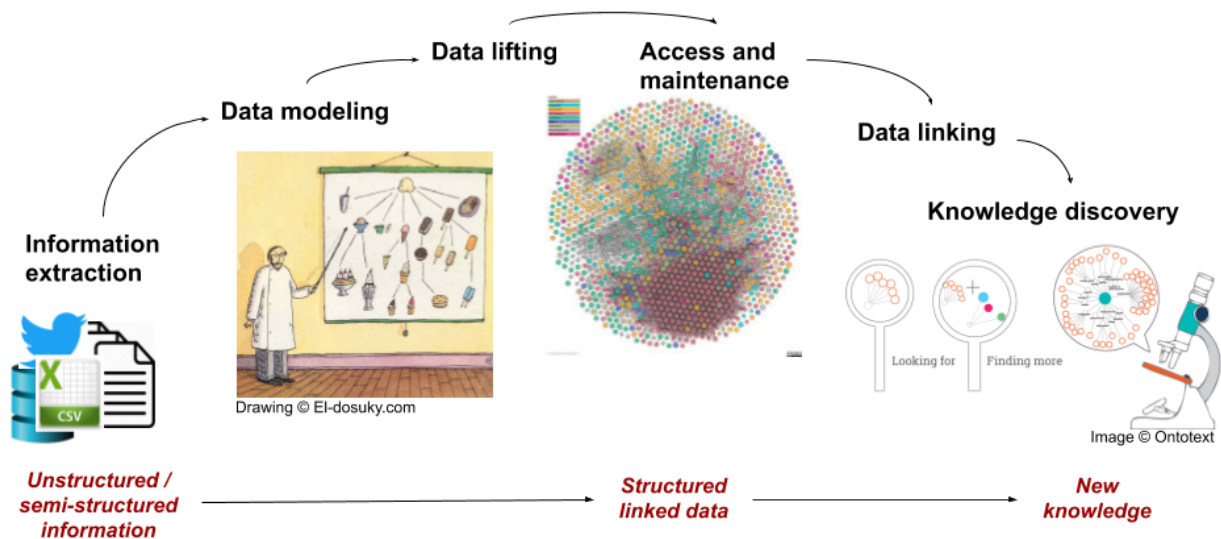 Data lifting
Access and
maintenance
Data modeling
Data linking
Knowledge discovery
Information
extraction
X
CSV
Looking for
Finding more
Drawing © El-dosuky.com
Image © Ontotext
Unstructured /
semi-structured
information
Structured
linked data
New
knowledge